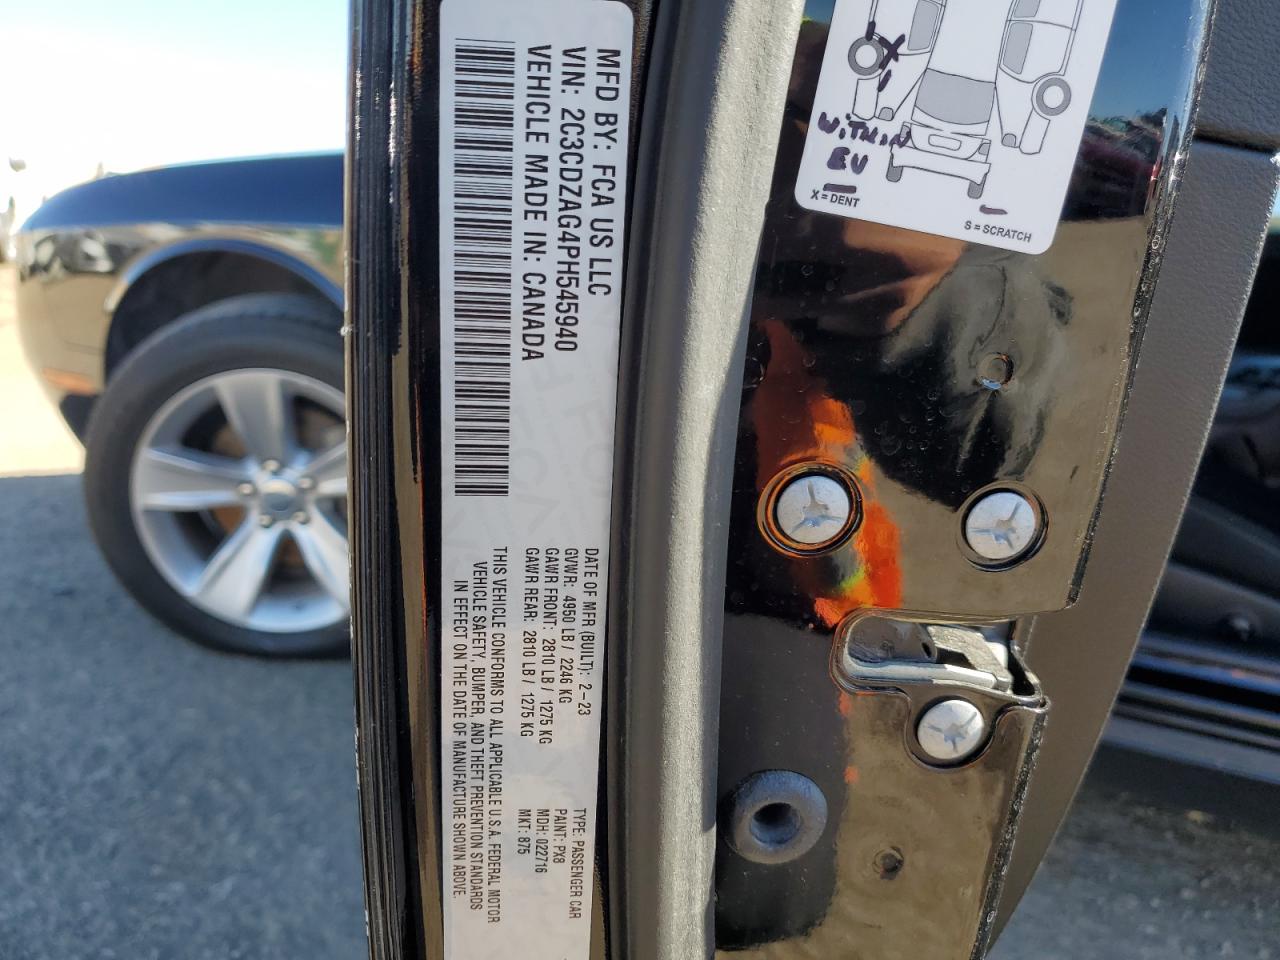 MFD BY: FCA US LLC
VIN: 2C3CDZAG4PH545940
VEHICLE MADE IN: CANADA
DATE OF MFR (BUILT): 2-23
GVWR: 4950 LB / 2246 KG
GAWR FRONT: 2810 LB / 1275 KG
GAWR REAR: 2810 LB / 1275 KG
THIS VEHICLE CONFORMS TO ALL APPLICABLE U.S.A. FEDERAL MOTOR
VEHICLE SAFETY, BUMPER, AND THEFT PREVENTION STANDARDS
IN EFFECT ON THE DATE OF MANUFACTURE SHOWN ABOVE.
TYPE: PASSENGER CAR
PAINT: PX8
MDH: 022716
MKT: 875
X
WiTHIN
EU
X = DENT
S = SCRATCH